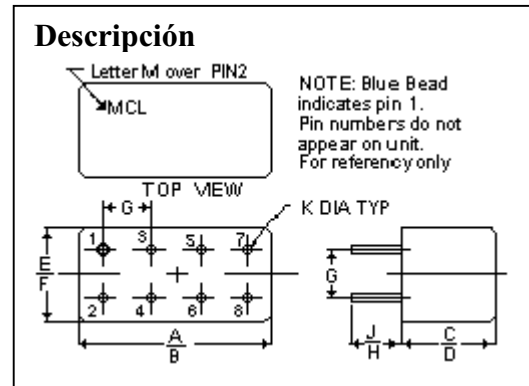 Descripción
Letter M over PIN2
MCL
NOTE: Blue Bead
indicates pin 1.
Pin numbers do not
appear on unit.
For referency only
TOP VIEW
G
K DIA TYP
1 3 5 7
E
F
G
2 4 6 8
A
B
J
H
C
D